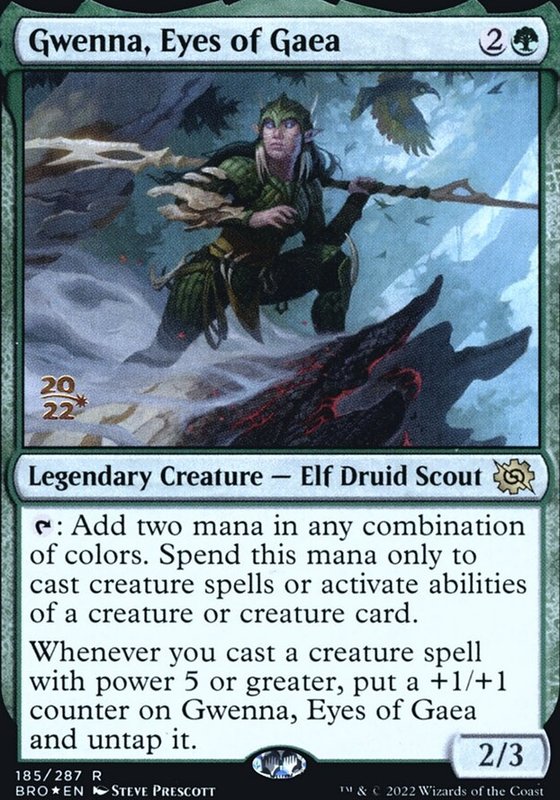 Gwenna, Eyes of Gaea 2
20
22
Legendary Creature — Elf Druid Scout
: Add two mana in any combination
of colors. Spend this mana only to
cast creature spells or activate abilities
of a creature or creature card.
Whenever you cast a creature spell
with power 5 or greater, put a +1/+1
counter on Gwenna, Eyes of Gaea
and untap it.
2/3
185/287 R
BRO★EN STEVE PRESCOTT
™ & © 2022 Wizards of the Coast